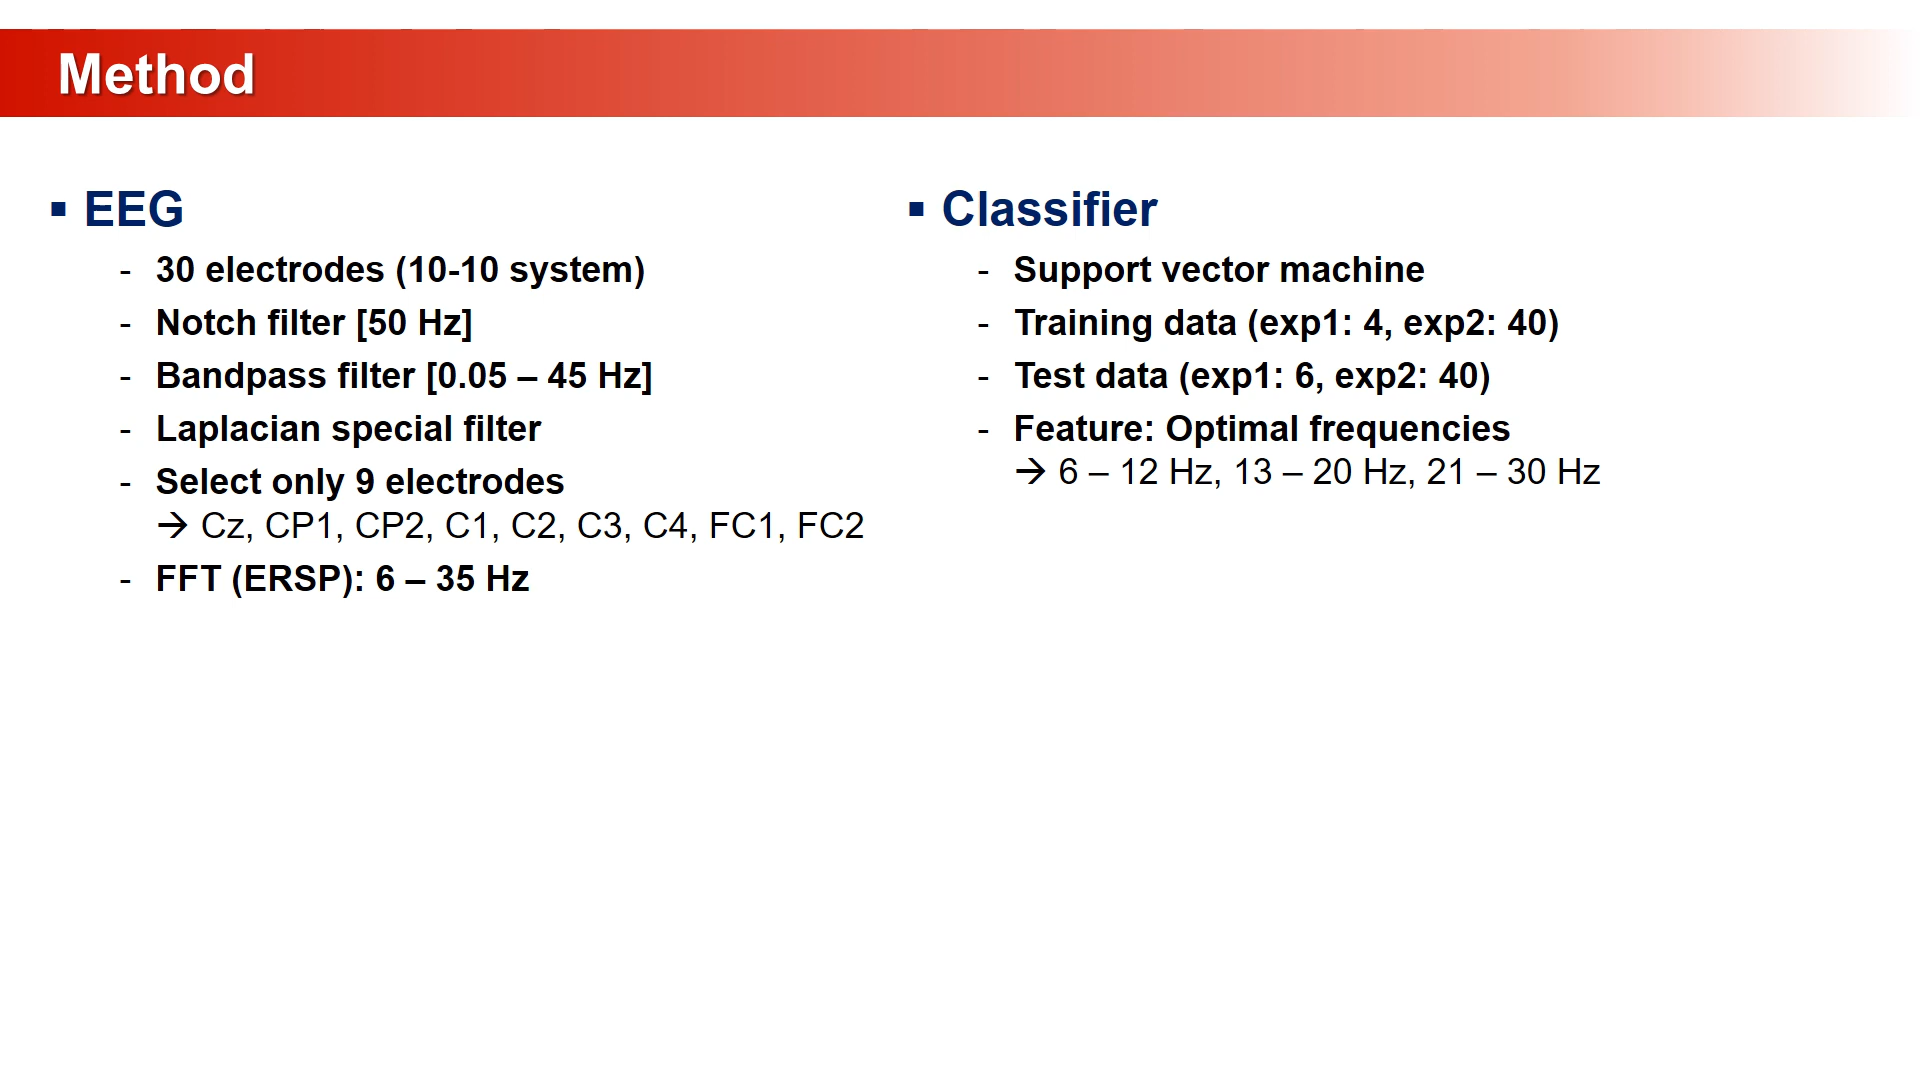 Method
▪ EEG
- 30 electrodes (10-10 system)
- Notch filter [50 Hz]
- Bandpass filter [0.05 – 45 Hz]
- Laplacian special filter
- Select only 9 electrodes
→ Cz, CP1, CP2, C1, C2, C3, C4, FC1, FC2
- FFT (ERSP): 6 – 35 Hz
▪ Classifier
- Support vector machine
- Training data (exp1: 4, exp2: 40)
- Test data (exp1: 6, exp2: 40)
- Feature: Optimal frequencies
→ 6 – 12 Hz, 13 – 20 Hz, 21 – 30 Hz